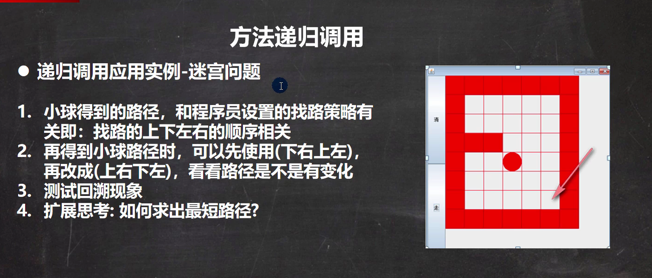 方法递归调用
● 递归调用应用实例-迷宫问题
1. 小球得到的路径，和程序员设置的找路策略有
关即：找路的上下左右的顺序相关
2. 再得到小球路径时，可以先使用(下右上左)，
再改成(上右下左)，看看路径是不是有变化
3. 测试回溯现象
4. 扩展思考: 如何求出最短路径?